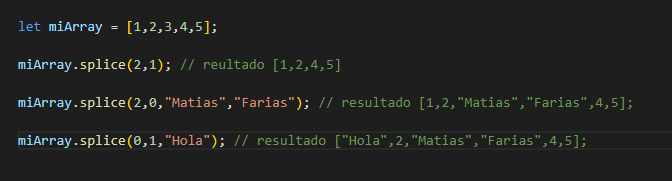 let miArray = [1,2,3,4,5];
miArray.splice(2,1); // reultado [1,2,4,5]
miArray.splice(2,0,"Matias","Farias"); // resultado [1,2,"Matias","Farias",4,5];
miArray.splice(0,1,"Hola"); // resultado ["Hola",2,"Matias","Farias",4,5];